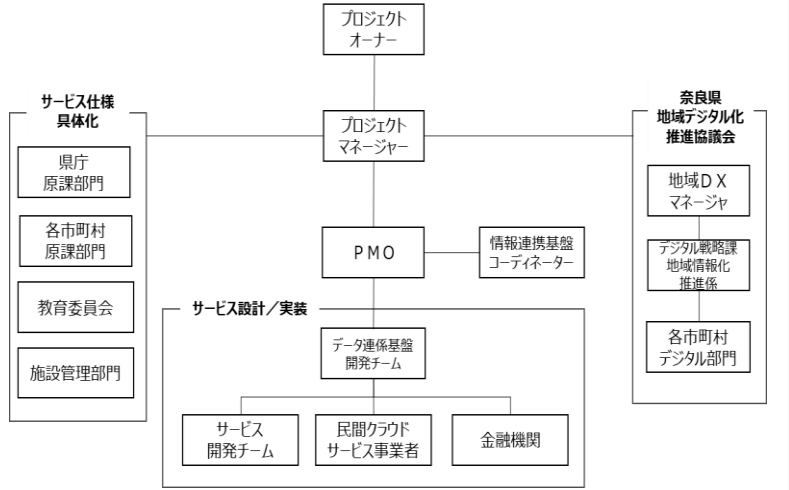 プロジェクト
オーナー
サービス仕様
具体化
県庁
原課部門
各市町村
原課部門
教育委員会
施設管理部門
プロジェクト
マネージャー
PMO
情報連携基盤
コーディネーター
サービス設計／実装
データ連係基盤
開発チーム
サービス
開発チーム
民間クラウド
サービス事業者
金融機関
奈良県
地域デジタル化
推進協議会
地域ＤＸ
マネージャ
デジタル戦略課
地域情報化
推進係
各市町村
デジタル部門